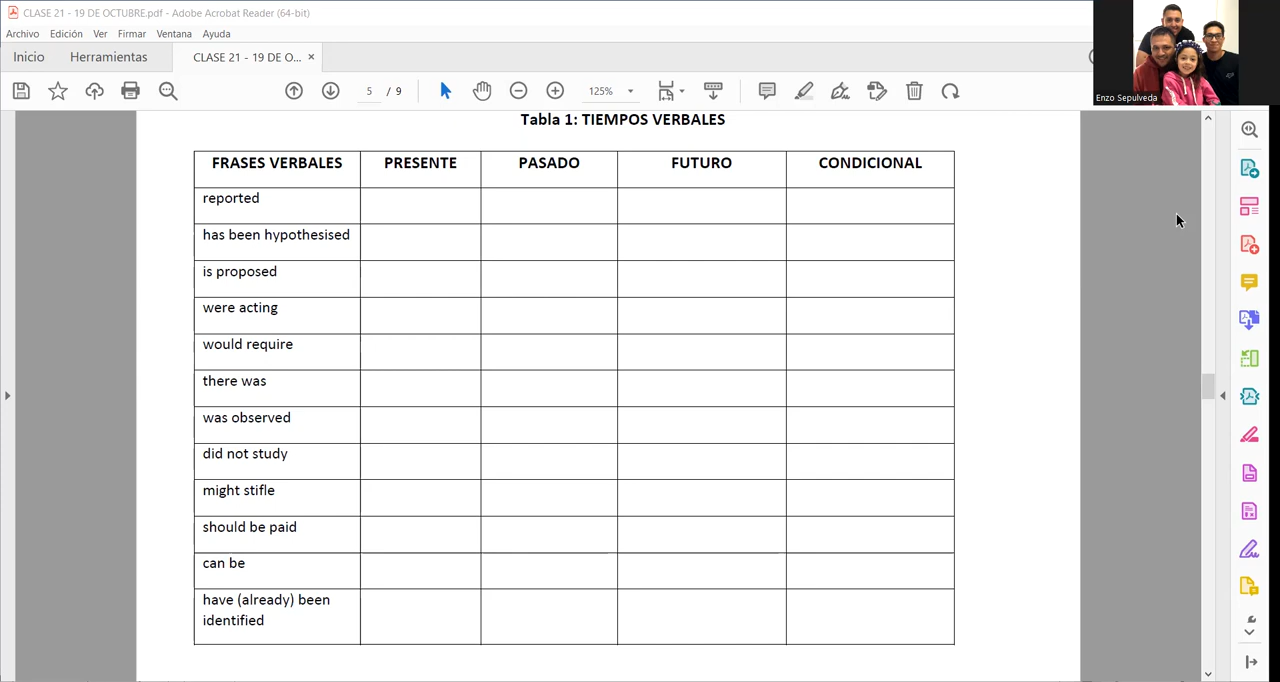 CLASE 21 - 19 DE OCTUBRE.pdf - Adobe Acrobat Reader (64-bit)
Archivo Edición Ver Firmar Ventana Ayuda
Inicio Herramientas CLASE 21 - 19 DE O... ×
5 / 9 125%
Enzo Sepulveda
Tabla 1: TIEMPOS VERBALES
FRASES VERBALES PRESENTE PASADO FUTURO CONDICIONAL
reported
has been hypothesised
is proposed
were acting
would require
there was
was observed
did not study
might stifle
should be paid
can be
have (already) been
identified